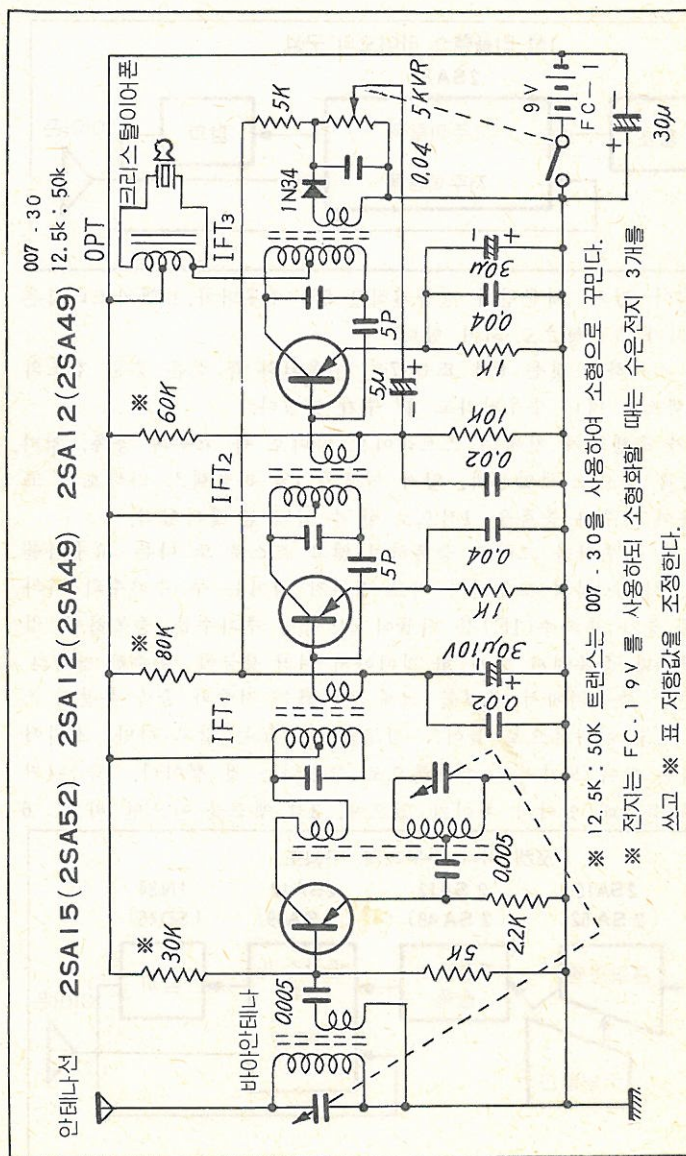 2SA15(2SA52) 2SA12(2SA49) 2SA12(2SA49)
007-30
12.5k : 50k
OPT
크리스털이어폰
안테나선
※
30K
※
80K
※
60K
IFT₁
IFT₂
IFT₃
5K
1N34
5KVR
0.04
9V
FC-1
30μ
바아안테나
0.005
5K
2.2K
0.005
0.02
30μ10V
1K
0.04
0.02
10K
5μ
5P
5P
1K
0.04
30μ
※ 12.5K : 50K 트랜스는 007-30을 사용하여 소형으로 꾸민다.
※ 전지는 FC-1 9V를 사용하되 소형화할 때는 수은전지 3개를
쓰고 ※표 저항값을 조정한다.